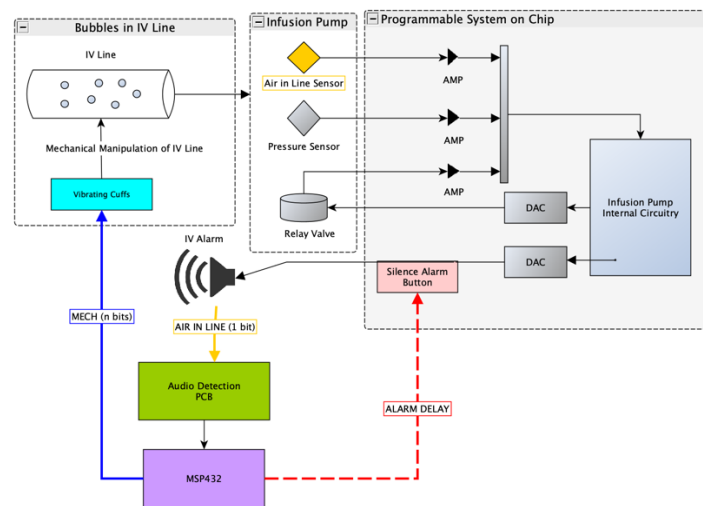 Bubbles in IV Line
IV Line
Mechanical Manipulation of IV Line
Vibrating Cuffs
Infusion Pump
Air in Line Sensor
Pressure Sensor
Relay Valve
Programmable System on Chip
AMP
AMP
AMP
DAC
DAC
Infusion Pump
Internal Circuitry
Silence Alarm
Button
IV Alarm
MECH (n bits)
AIR IN LINE (1 bit)
Audio Detection
PCB
ALARM DELAY
MSP432